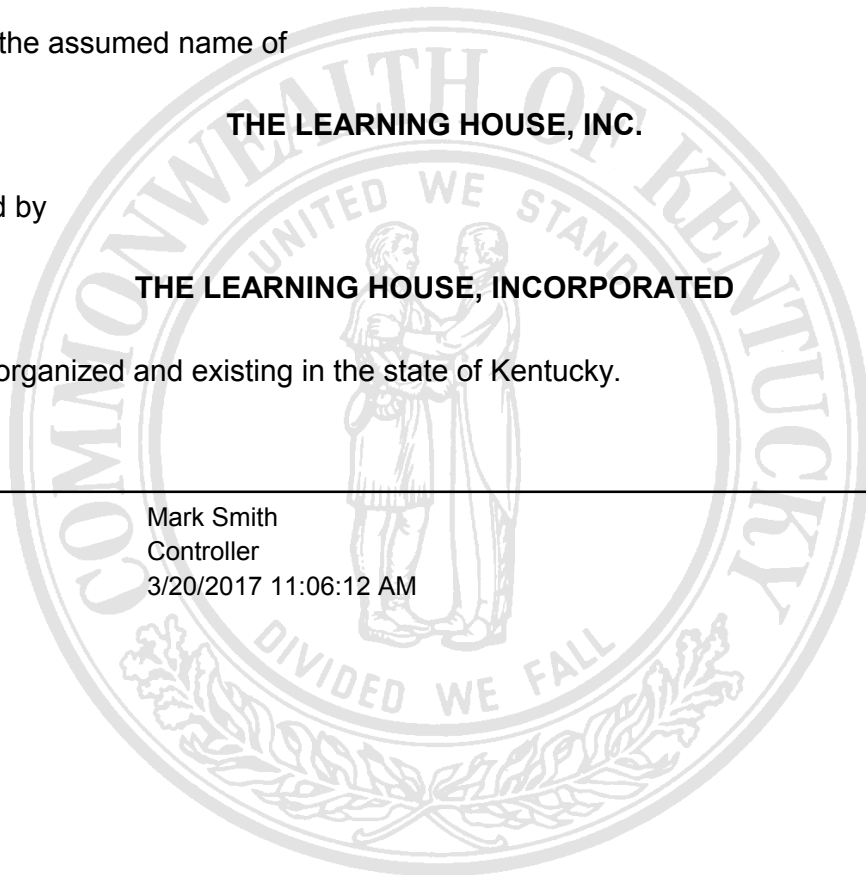 the assumed name of
THE LEARNING HOUSE, INC.
d by
THE LEARNING HOUSE, INCORPORATED
organized and existing in the state of Kentucky.
Mark Smith
Controller
3/20/2017 11:06:12 AM
COMMONWEALTH OF KENTUCKY
UNITED WE STAND
DIVIDED WE FALL